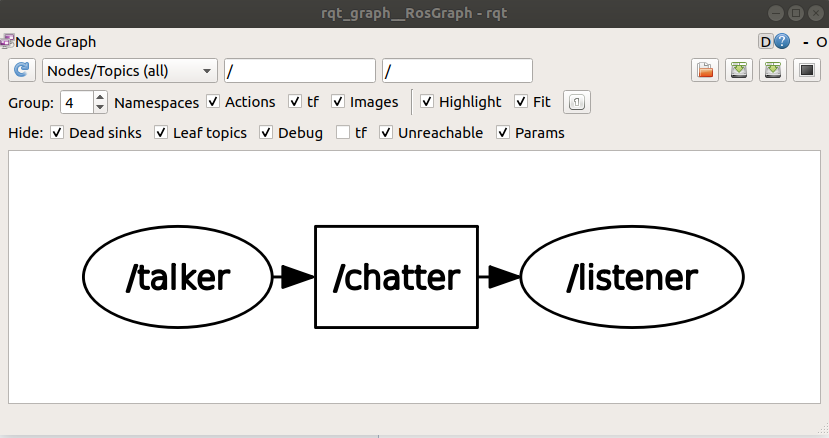 rqt_graph__RosGraph - rqt
Node Graph D ? - O
Nodes/Topics (all) / /
Group: 4 Namespaces Actions tf Images Highlight Fit
Hide: Dead sinks Leaf topics Debug tf Unreachable Params
/talker /chatter /listener